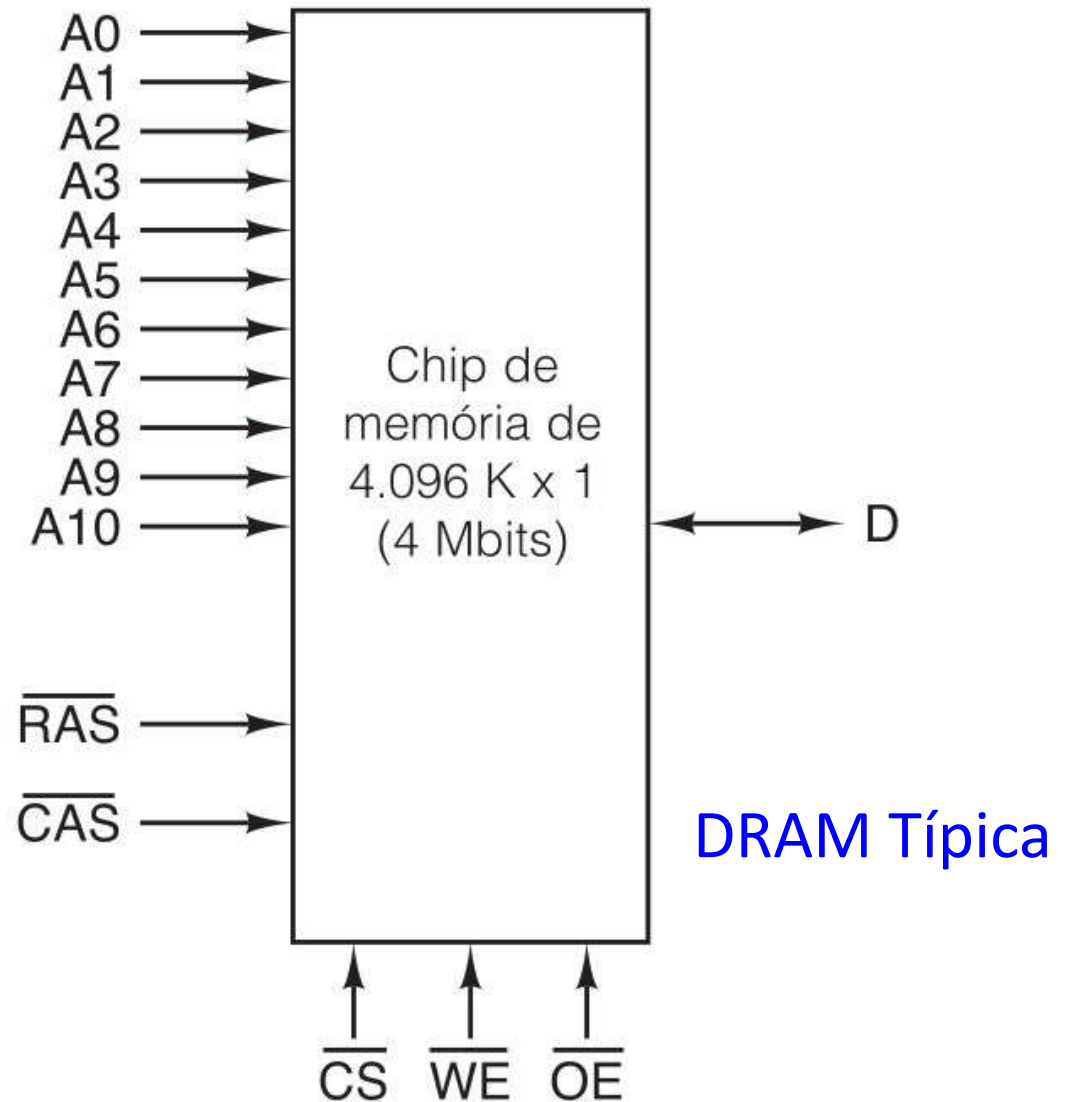 A0
A1
A2
A3
A4
A5
A6
A7
A8
A9
A10
Chip de
memória de
4.096 K x 1
(4 Mbits)
D
RAS
CAS
DRAM Típica
CS WE OE